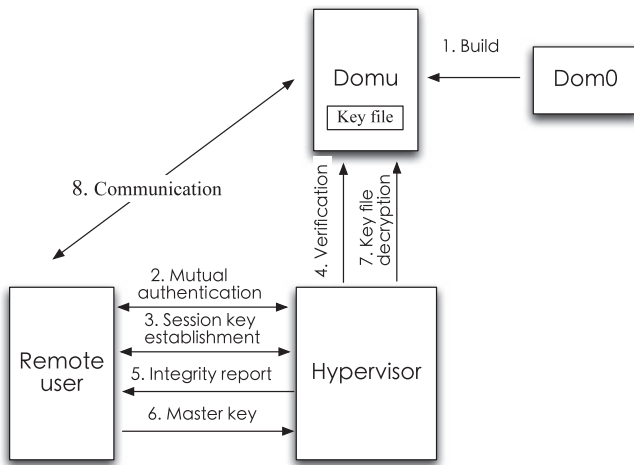 1. Build
Domu
Dom0
Key file
8. Communication
4. Verification
7. Key file
decryption
2. Mutual
authentication
3. Session key
establishment
Remote
user
Hypervisor
5. Integrity report
6. Master key